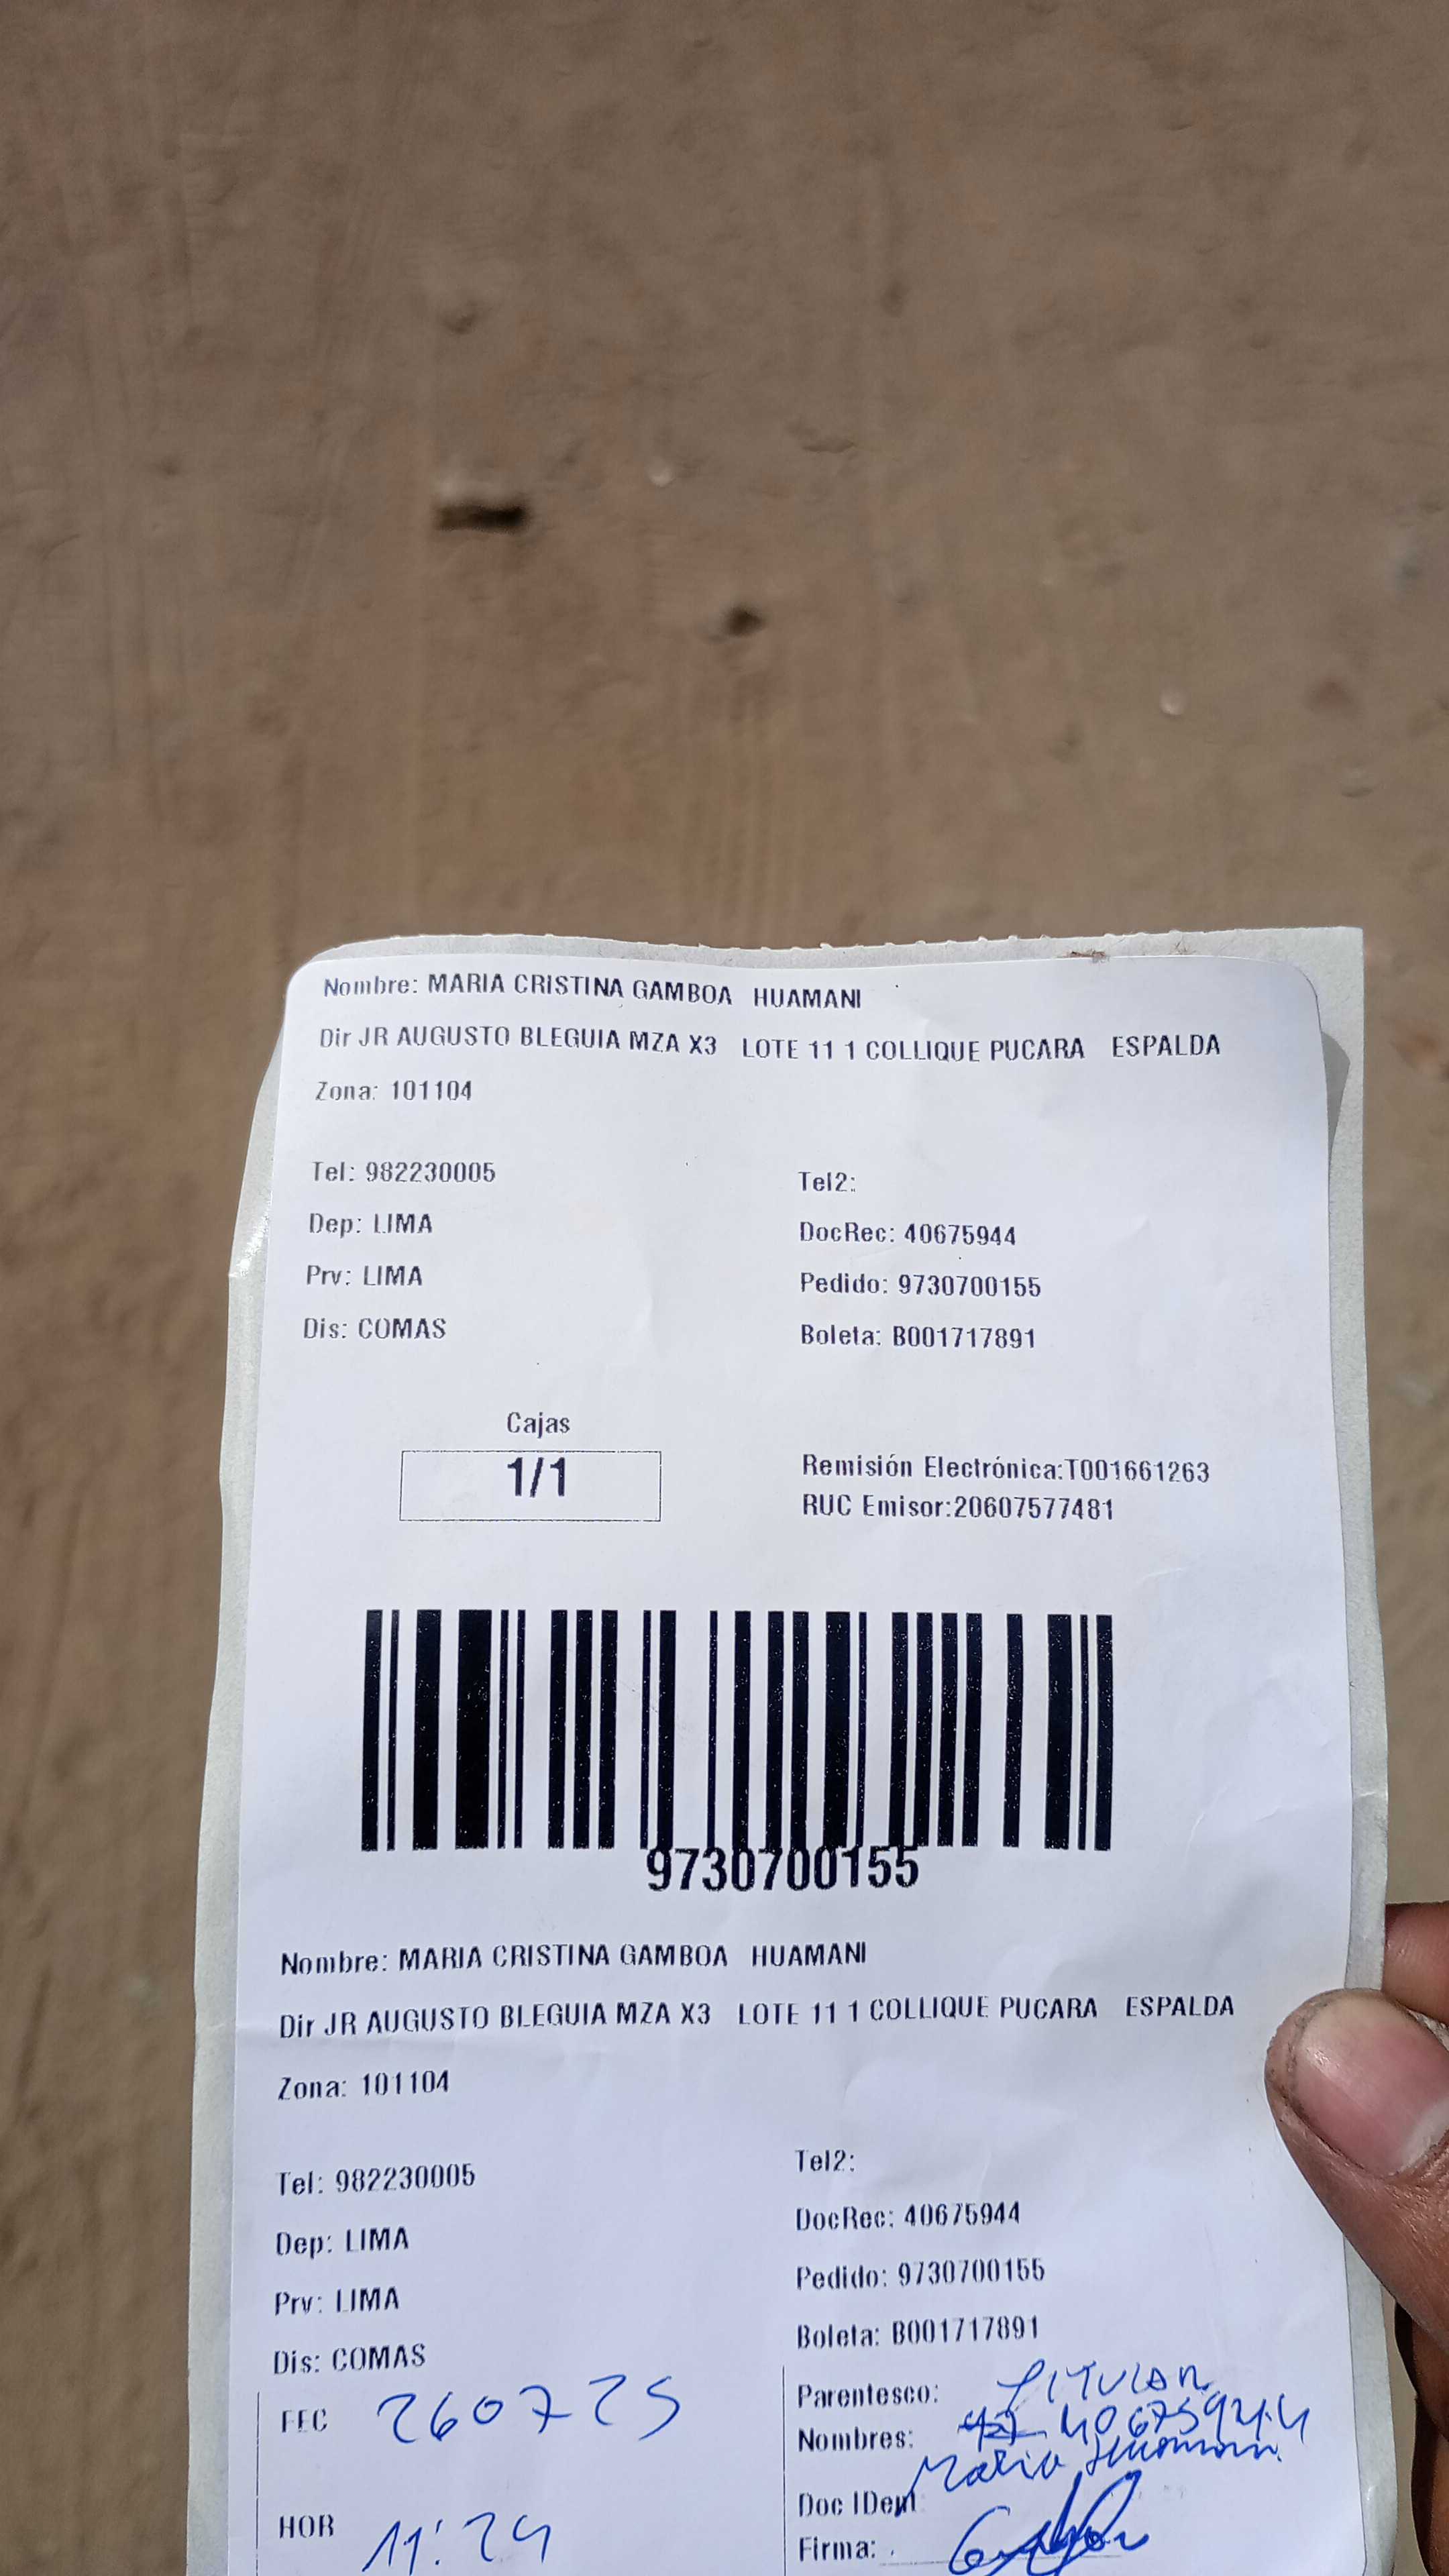 Nombre: MARIA CRISTINA GAMBOA HUAMANI
Dir JR AUGUSTO BLEGUIA MZA X3 LOTE 11 1 COLLIQUE PUCARA ESPALDA
Zona: 101104
Tel: 982230005
Tel2:
Dep: LIMA
DocRec: 40675944
Prv: LIMA
Pedido: 9730700155
Dis: COMAS
Boleta: B001717891
Cajas
1/1
Remisión Electrónica:T001661263
RUC Emisor:20607577481
9730700155
Nombre: MARIA CRISTINA GAMBOA HUAMANI
Dir JR AUGUSTO BLEGUIA MZA X3 LOTE 11 1 COLLIQUE PUCARA ESPALDA
Zona: 101104
Tel: 982230005
Tel2:
Dep: LIMA
DocRec: 40675944
Prv: LIMA
Pedido: 9730700155
Dis: COMAS
Boleta: B001717891
FEC 260725
Parentesco: TITULAR
Nombres: 40675944
Maria Huamani
Doc IDent:
HOR 11:24
Firma: